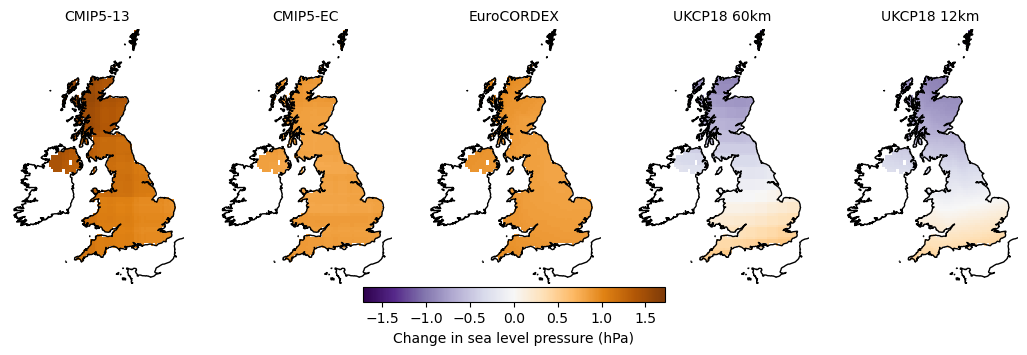 CMIP5-13 CMIP5-EC EuroCORDEX UKCP18 60km UKCP18 12km
−1.5 −1.0 −0.5 0.0 0.5 1.0 1.5
Change in sea level pressure (hPa)